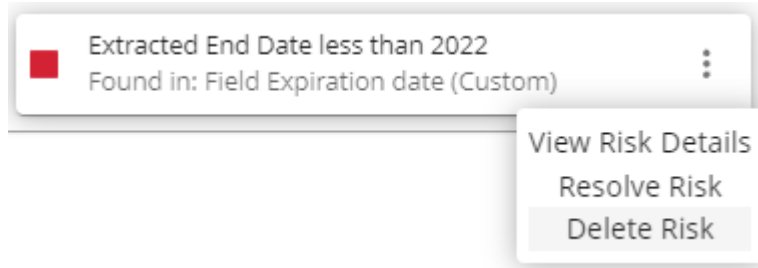 Extracted End Date less than 2022
Found in: Field Expiration date (Custom)
View Risk Details
Resolve Risk
Delete Risk